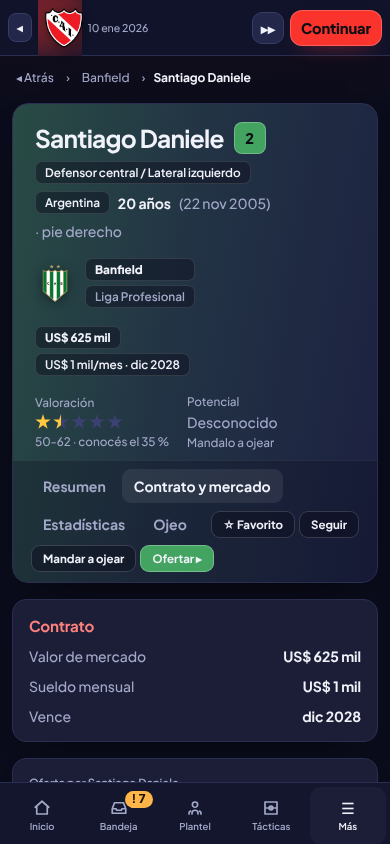 ◂
C.A.I.
10 ene 2026
▸▸
Continuar
◂ Atrás › Banfield › Santiago Daniele
Santiago Daniele 2
Defensor central / Lateral izquierdo
Argentina 20 años (22 nov 2005)
· pie derecho
Banfield
Liga Profesional
US$ 625 mil
US$ 1 mil/mes · dic 2028
Valoración
50–62 · conocés el 35 %
Potencial
Desconocido
Mandalo a ojear
Resumen Contrato y mercado
Estadísticas Ojeo ☆ Favorito Seguir
Mandar a ojear Ofertar ▸
Contrato
Valor de mercado US$ 625 mil
Sueldo mensual US$ 1 mil
Vence dic 2028
Oferta por Santiago Daniele
! 7
Inicio Bandeja Plantel Tácticas Más